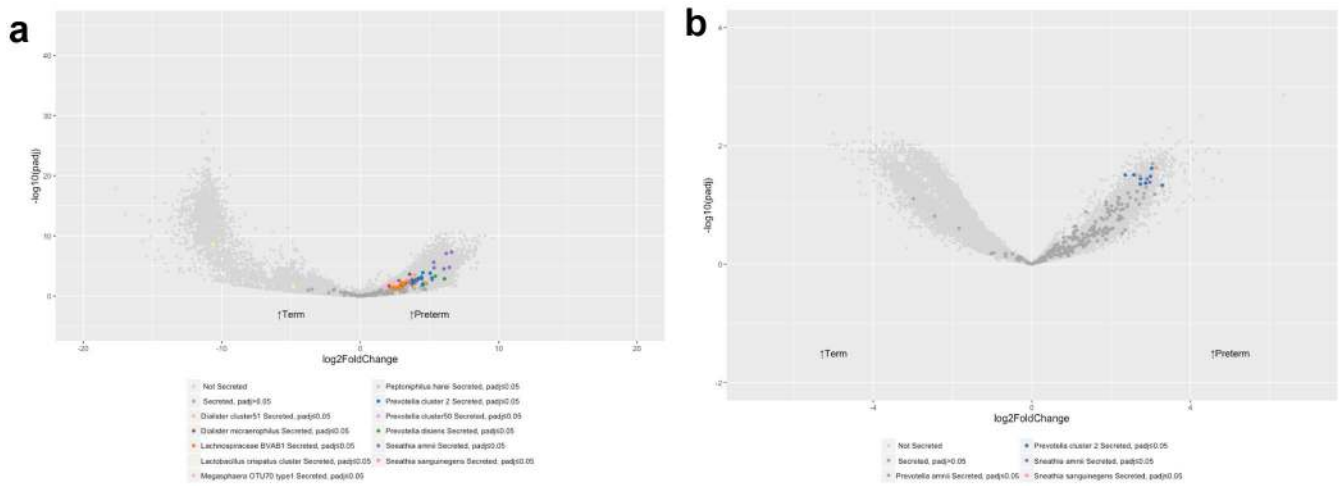 a
40
30
20
10
0
-log10(padj)
↑Term
↑Preterm
-20
-10
0
10
20
log2FoldChange
Not Secreted
Secreted, padj>0.05
Dialister cluster51 Secreted, padj≤0.05
Dialister micraerophilus Secreted, padj≤0.05
Lachnospiraceae BVAB1 Secreted, padj≤0.05
Lactobacillus crispatus cluster Secreted, padj≤0.05
Megasphaera OTU70 type1 Secreted, padj≤0.05
Peptoniphilus harei Secreted, padj≤0.05
Prevotella cluster 2 Secreted, padj≤0.05
Prevotella cluster50 Secreted, padj≤0.05
Prevotella disiens Secreted, padj≤0.05
Sneathia amnii Secreted, padj≤0.05
Sneathia sanguinegens Secreted, padj≤0.05
b
4
2
0
-2
-log10(padj)
↑Term
↑Preterm
-4
0
4
log2FoldChange
Not Secreted
Secreted, padj>0.05
Prevotella amnii Secreted, padj≤0.05
Prevotella cluster 2 Secreted, padj≤0.05
Sneathia amnii Secreted, padj≤0.05
Sneathia sanguinegens Secreted, padj≤0.05